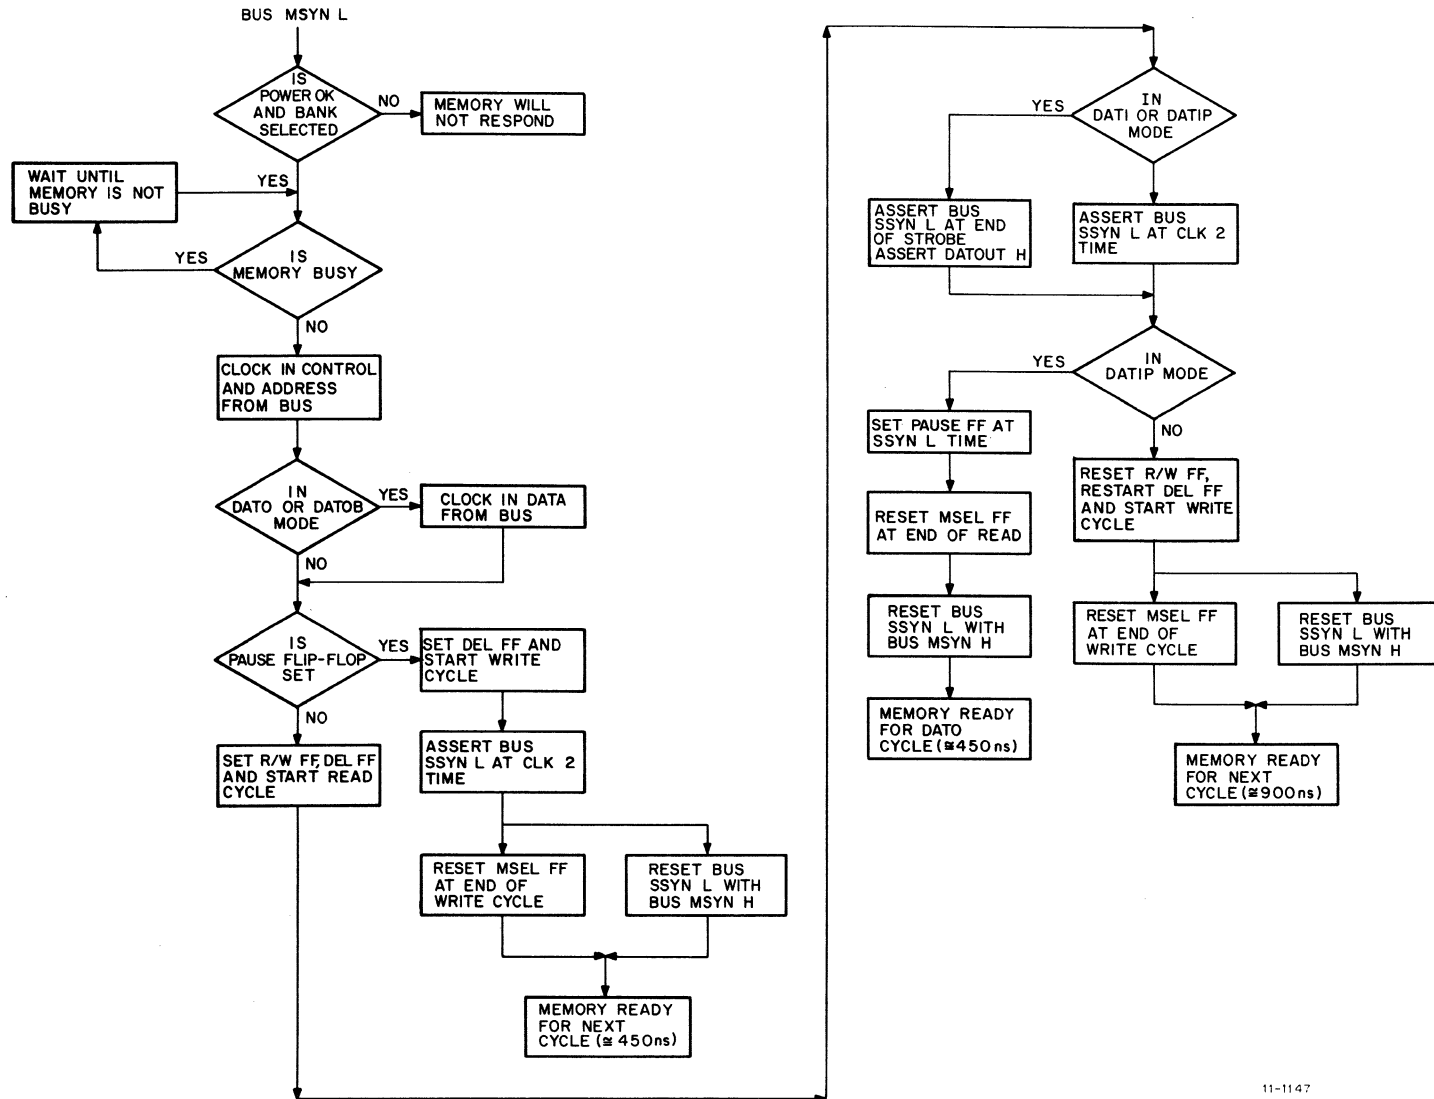 BUS MSYN L
IS
POWER OK
AND BANK
SELECTED
NO
MEMORY WILL
NOT RESPOND
YES
WAIT UNTIL
MEMORY IS NOT
BUSY
IS
MEMORY BUSY
YES
NO
CLOCK IN CONTROL
AND ADDRESS
FROM BUS
IN
DATO OR DATOB
MODE
YES
CLOCK IN DATA
FROM BUS
NO
IS
PAUSE FLIP-FLOP
SET
YES
SET DEL FF AND
START WRITE
CYCLE
NO
SET R/W FF, DEL FF
AND START READ
CYCLE
ASSERT BUS
SSYN L AT CLK 2
TIME
RESET MSEL FF
AT END OF
WRITE CYCLE
RESET BUS
SSYN L WITH
BUS MSYN H
MEMORY READY
FOR NEXT
CYCLE (≅ 450ns)
IN
DATI OR DATIP
MODE
YES
ASSERT BUS
SSYN L AT END
OF STROBE
ASSERT DATOUT H
ASSERT BUS
SSYN L AT CLK 2
TIME
IN
DATIP MODE
YES
SET PAUSE FF AT
SSYN L TIME
NO
RESET MSEL FF
AT END OF READ
RESET BUS
SSYN L WITH
BUS MSYN H
MEMORY READY
FOR DATO
CYCLE (≅450ns)
RESET R/W FF,
RESTART DEL FF
AND START WRITE
CYCLE
RESET MSEL FF
AT END OF
WRITE CYCLE
RESET BUS
SSYN L WITH
BUS MSYN H
MEMORY READY
FOR NEXT
CYCLE (≅900ns)
11-1147